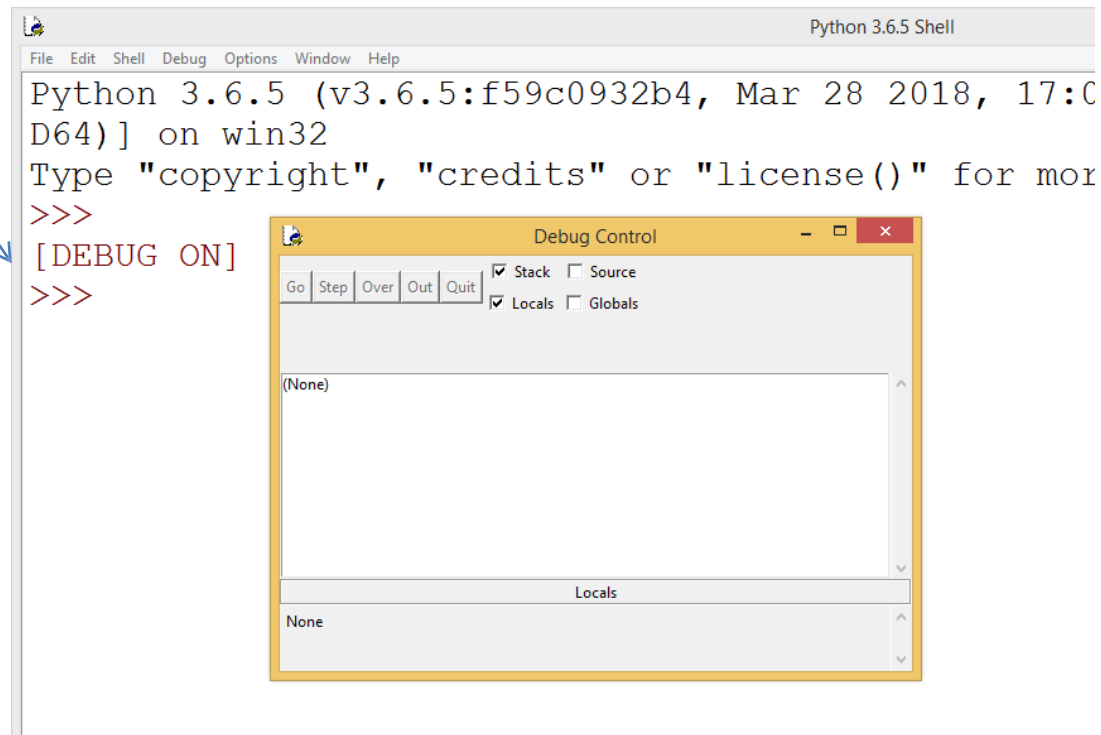 Python 3.6.5 Shell
File Edit Shell Debug Options Window Help
Python 3.6.5 (v3.6.5:f59c0932b4, Mar 28 2018, 17:0
D64)] on win32
Type "copyright", "credits" or "license()" for mor
>>>
[DEBUG ON]
>>>
Debug Control
Go Step Over Out Quit
Stack Source
Locals Globals
(None)
Locals
None